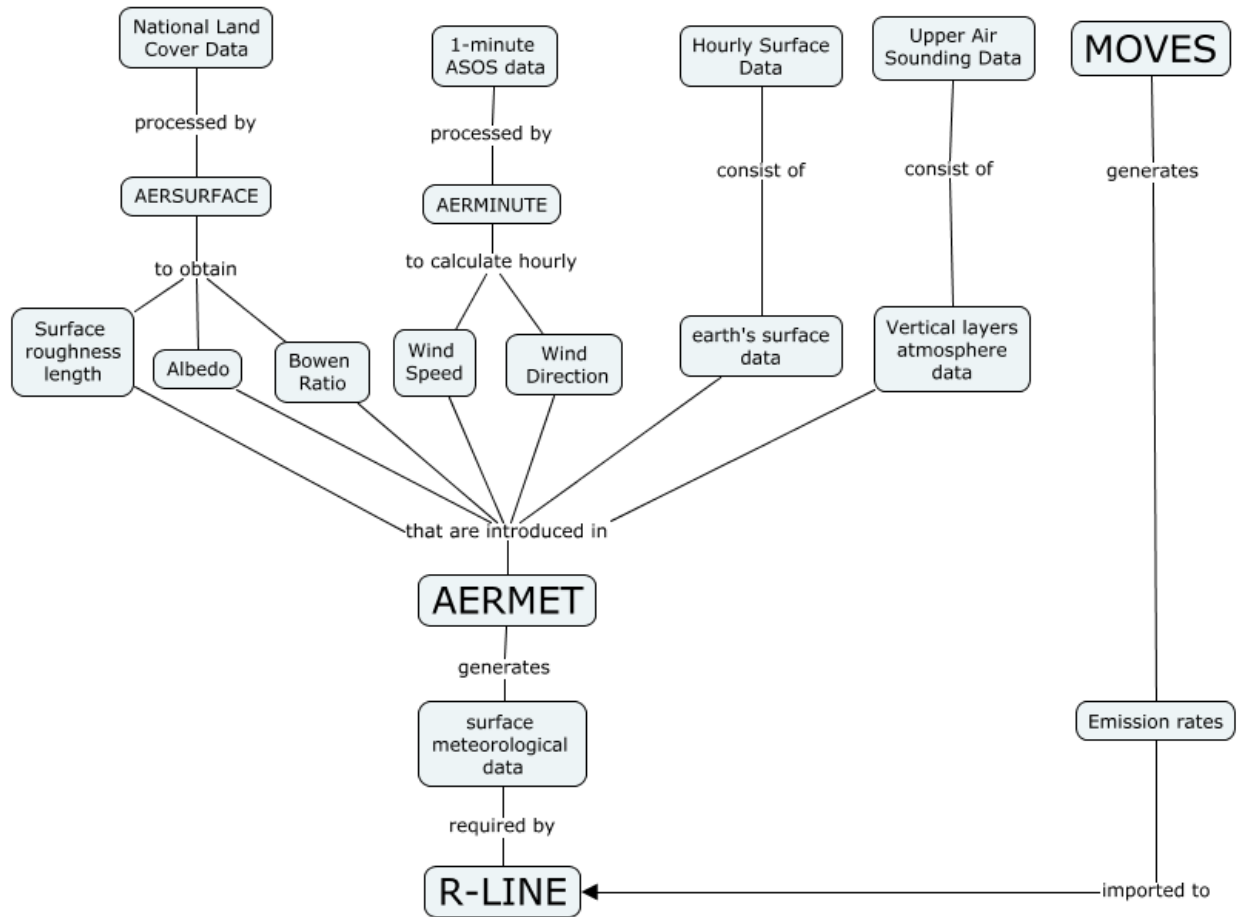 National Land
Cover Data
1-minute
ASOS data
Hourly Surface
Data
Upper Air
Sounding Data
MOVES
processed by
processed by
consist of
consist of
generates
AERSURFACE
AERMINUTE
to obtain
to calculate hourly
Surface
roughness
length
Albedo
Bowen
Ratio
Wind
Speed
Wind
Direction
earth's surface
data
Vertical layers
atmosphere
data
that are introduced in
AERMET
generates
surface
meteorological
data
Emission rates
required by
R-LINE
imported to